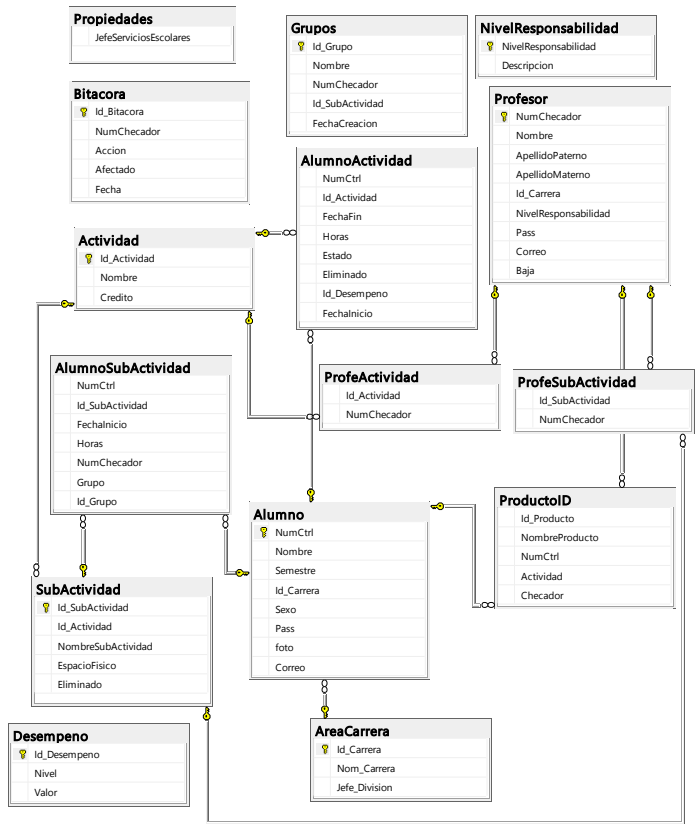 Propiedades
JefeServiciosEscolares
Grupos
Id_Grupo
Nombre
NumChecador
Id_SubActividad
FechaCreacion
NivelResponsabilidad
NivelResponsabilidad
Descripcion
Bitacora
Id_Bitacora
NumChecador
Accion
Afectado
Fecha
Profesor
NumChecador
Nombre
ApellidoPaterno
ApellidoMaterno
Id_Carrera
NivelResponsabilidad
Pass
Correo
Baja
AlumnoActividad
NumCtrl
Id_Actividad
FechaFin
Horas
Estado
Eliminado
Id_Desempeno
FechaInicio
Actividad
Id_Actividad
Nombre
Credito
AlumnoSubActividad
NumCtrl
Id_SubActividad
FechaInicio
Horas
NumChecador
Grupo
Id_Grupo
ProfeActividad
Id_Actividad
NumChecador
ProfeSubActividad
Id_SubActividad
NumChecador
ProductoID
Id_Producto
NombreProducto
NumCtrl
Actividad
Checador
Alumno
NumCtrl
Nombre
Semestre
Id_Carrera
Sexo
Pass
foto
Correo
SubActividad
Id_SubActividad
Id_Actividad
NombreSubActividad
EspacioFisico
Eliminado
Desempeno
Id_Desempeno
Nivel
Valor
AreaCarrera
Id_Carrera
Nom_Carrera
Jefe_Division